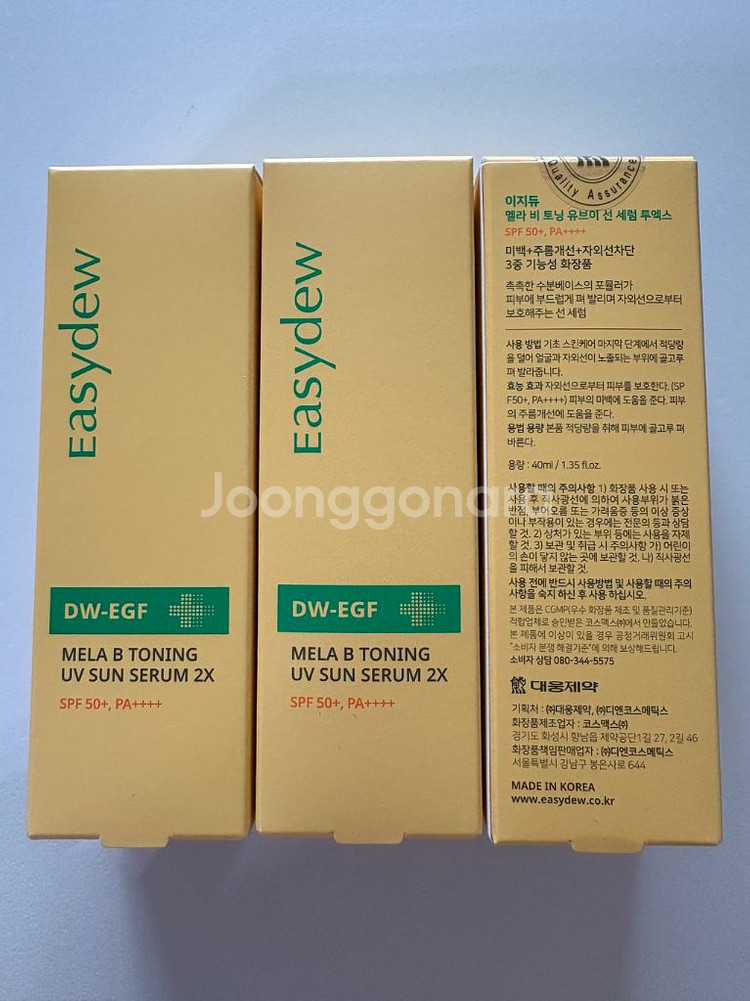 Easydew
DW-EGF
MELA B TONING
UV SUN SERUM 2X
SPF 50+, PA++++
Easydew
DW-EGF
MELA B TONING
UV SUN SERUM 2X
SPF 50+, PA++++
Quality Assurance
이지듀
멜라 비 토닝 유브이 선 세럼 투엑스
SPF 50+, PA++++
미백+주름개선+자외선차단
3중 기능성 화장품
촉촉한 수분베이스의 포뮬러가
피부에 부드럽게 펴 발리며 자외선으로부터
보호해주는 선 세럼
사용 방법 기초 스킨케어 마지막 단계에서 적당량
을 덜어 얼굴과 자외선이 노출되는 부위에 골고루
펴 발라줍니다.
효능 효과 자외선으로부터 피부를 보호한다. (SP
F50+, PA++++) 피부의 미백에 도움을 준다. 피부
의 주름개선에 도움을 준다.
용법 용량 본품 적당량을 취해 피부에 골고루 펴
바른다.
용량 : 40ml / 1.35 fl.oz.
사용할 때의 주의사항 1) 화장품 사용 시 또는
사용 후 직사광선에 의하여 사용부위가 붉은
반점, 부어오름 또는 가려움증 등의 이상 증상
이나 부작용이 있는 경우에는 전문의 등과 상담
할 것. 2) 상처가 있는 부위 등에는 사용을 자제
할 것. 3) 보관 및 취급 시 주의사항 가) 어린이
의 손이 닿지 않는 곳에 보관할 것. 나) 직사광선
을 피해서 보관할 것.
사용 전에 반드시 사용방법 및 사용할 때의 주의
사항을 숙지 하신 후 사용 하십시오.
본 제품은 CGMP(우수 화장품 제조 및 품질관리기준)
적합업체로 승인받은 코스맥스㈜에서 만들었습니다.
본 제품에 이상이 있을 경우 공정거래위원회 고시
"소비자 분쟁 해결기준"에 의해 보상해드립니다.
소비자 상담 080-344-5575
대웅제약
기획처 : ㈜대웅제약, ㈜디엔코스메틱스
화장품제조업자 : 코스맥스㈜
경기도 화성시 향남읍 제약공단1길 27, 2길 46
화장품책임판매업자 : ㈜디엔코스메틱스
서울특별시 강남구 봉은사로 644
MADE IN KOREA
www.easydew.co.kr